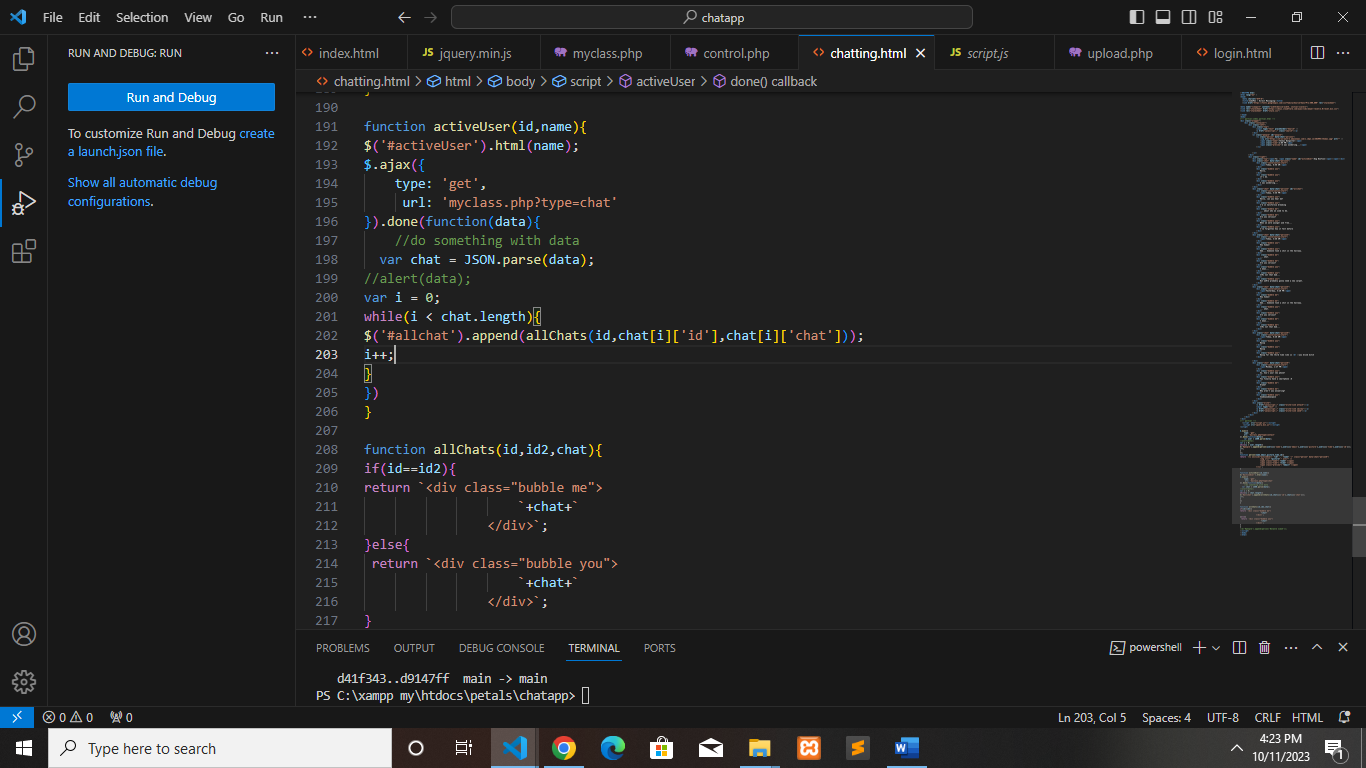 File Edit Selection View Go Run ··· chatapp
RUN AND DEBUG: RUN ···
index.html JS jquery.min.js myclass.php control.php chatting.html JS script.js upload.php login.html ···
chatting.html > html > body > script > activeUser > done() callback
Run and Debug
To customize Run and Debug create
a launch.json file.
Show all automatic debug
configurations.
190
191 function activeUser(id,name){
192 $('#activeUser').html(name);
193 $.ajax({
194 type: 'get',
195 url: 'myclass.php?type=chat'
196 }).done(function(data){
197 //do something with data
198 var chat = JSON.parse(data);
199 //alert(data);
200 var i = 0;
201 while(i < chat.length){
202 $('#allchat').append(allChats(id,chat[i]['id'],chat[i]['chat']));
203 i++;
204 }
205 })
206 }
207
208 function allChats(id,id2,chat){
209 if(id==id2){
210 return `<div class="bubble me">
211 `+chat+`
212 </div>`;
213 }else{
214 return `<div class="bubble you">
215 `+chat+`
216 </div>`;
217 }
PROBLEMS OUTPUT DEBUG CONSOLE TERMINAL PORTS powershell ···
d41f343..d9147ff main -> main
PS C:\xampp my\htdocs\petals\chatapp>
0 0 0 Ln 203, Col 5 Spaces: 4 UTF-8 CRLF HTML
Type here to search
4:23 PM
10/11/2023
1